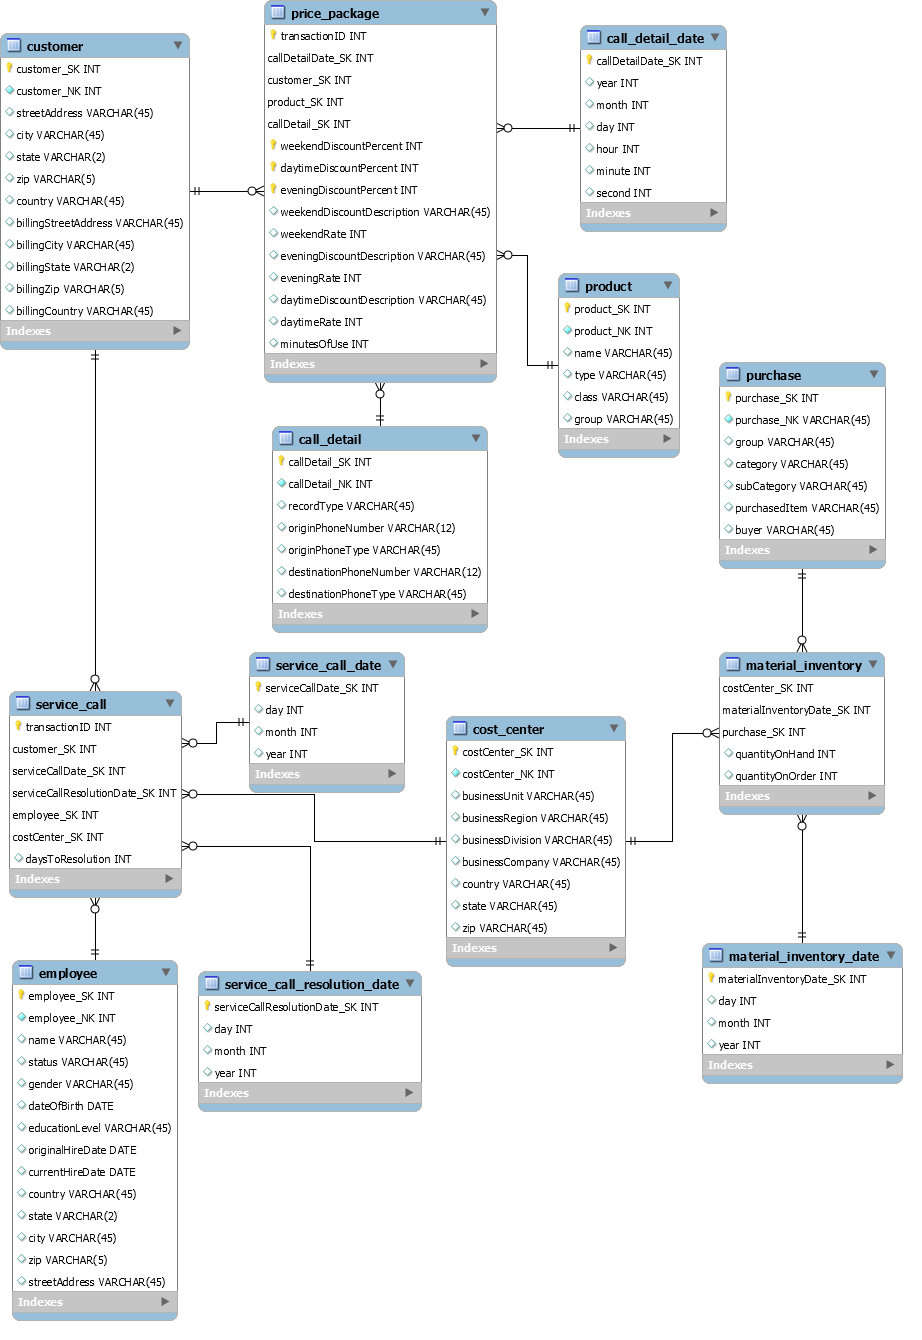 customer
customer_SK INT
customer_NK INT
streetAddress VARCHAR(45)
city VARCHAR(45)
state VARCHAR(2)
zip VARCHAR(5)
country VARCHAR(45)
billingStreetAddress VARCHAR(45)
billingCity VARCHAR(45)
billingState VARCHAR(2)
billingZip VARCHAR(5)
billingCountry VARCHAR(45)
Indexes
price_package
transactionID INT
callDetailDate_SK INT
customer_SK INT
product_SK INT
callDetail_SK INT
weekendDiscountPercent INT
daytimeDiscountPercent INT
eveningDiscountPercent INT
weekendDiscountDescription VARCHAR(45)
weekendRate INT
eveningDiscountDescription VARCHAR(45)
eveningRate INT
daytimeDiscountDescription VARCHAR(45)
daytimeRate INT
minutesOfUse INT
Indexes
call_detail_date
callDetailDate_SK INT
year INT
month INT
day INT
hour INT
minute INT
second INT
Indexes
product
product_SK INT
product_NK INT
name VARCHAR(45)
type VARCHAR(45)
class VARCHAR(45)
group VARCHAR(45)
Indexes
purchase
purchase_SK INT
purchase_NK VARCHAR(45)
group VARCHAR(45)
category VARCHAR(45)
subCategory VARCHAR(45)
purchasedItem VARCHAR(45)
buyer VARCHAR(45)
Indexes
call_detail
callDetail_SK INT
callDetail_NK INT
recordType VARCHAR(45)
originPhoneNumber VARCHAR(12)
originPhoneType VARCHAR(45)
destinationPhoneNumber VARCHAR(12)
destinationPhoneType VARCHAR(45)
Indexes
service_call_date
serviceCallDate_SK INT
day INT
month INT
year INT
Indexes
material_inventory
costCenter_SK INT
materialInventoryDate_SK INT
purchase_SK INT
quantityOnHand INT
quantityOnOrder INT
Indexes
service_call
transactionID INT
customer_SK INT
serviceCallDate_SK INT
serviceCallResolutionDate_SK INT
employee_SK INT
costCenter_SK INT
daysToResolution INT
Indexes
cost_center
costCenter_SK INT
costCenter_NK INT
businessUnit VARCHAR(45)
businessRegion VARCHAR(45)
businessDivision VARCHAR(45)
businessCompany VARCHAR(45)
country VARCHAR(45)
state VARCHAR(45)
zip VARCHAR(45)
Indexes
employee
employee_SK INT
employee_NK INT
name VARCHAR(45)
status VARCHAR(45)
gender VARCHAR(45)
dateOfBirth DATE
educationLevel VARCHAR(45)
originalHireDate DATE
currentHireDate DATE
country VARCHAR(45)
state VARCHAR(2)
city VARCHAR(45)
zip VARCHAR(5)
streetAddress VARCHAR(45)
Indexes
service_call_resolution_date
serviceCallResolutionDate_SK INT
day INT
month INT
year INT
Indexes
material_inventory_date
materialInventoryDate_SK INT
day INT
month INT
year INT
Indexes